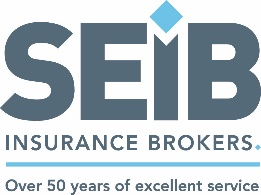 SEiB
INSURANCE BROKERS.
Over 50 years of excellent service